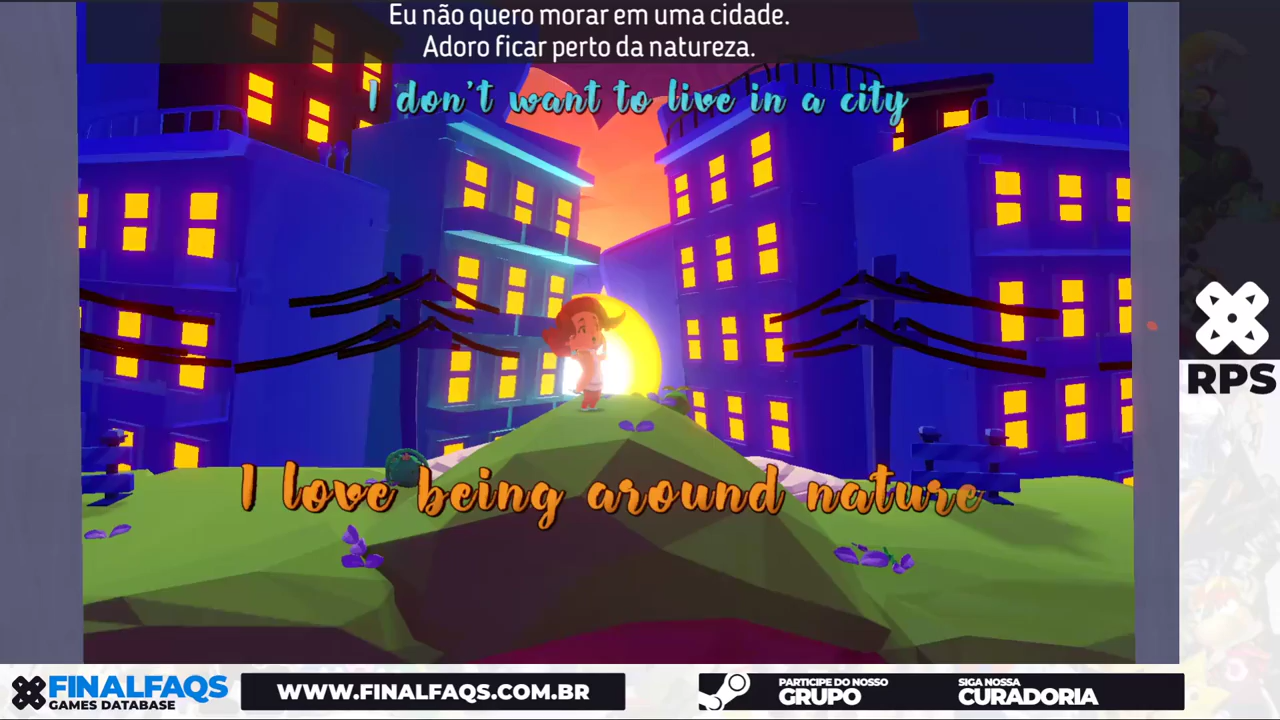 Eu não quero morar em uma cidade.
Adoro ficar perto da natureza.
I don't want to live in a city
I love being around nature
RPS
FINALFAQS
GAMES DATABASE
WWW.FINALFAQS.COM.BR
PARTICIPE DO NOSSO
GRUPO
SIGA NOSSA
CURADORIA